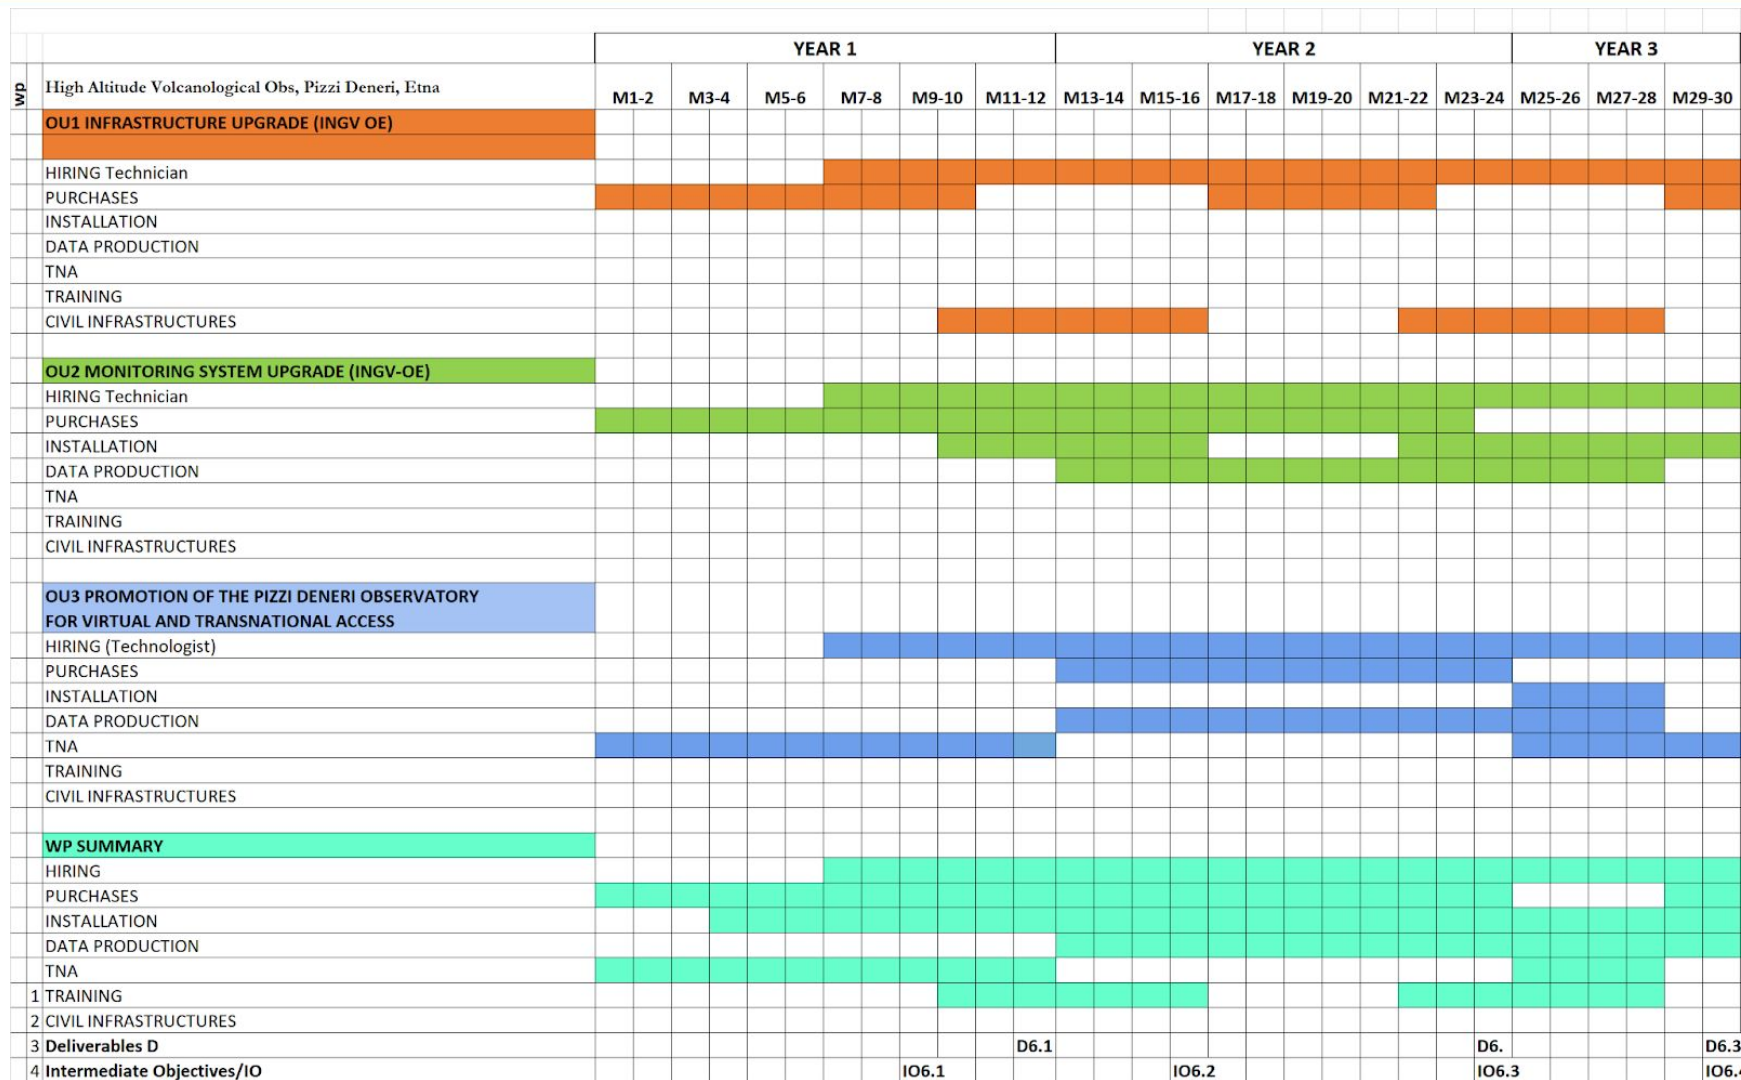 YEAR 1 YEAR 2 YEAR 3
wp High Altitude Volcanological Obs, Pizzi Deneri, Etna M1-2 M3-4 M5-6 M7-8 M9-10 M11-12 M13-14 M15-16 M17-18 M19-20 M21-22 M23-24 M25-26 M27-28 M29-30
OU1 INFRASTRUCTURE UPGRADE (INGV OE)
HIRING Technician
PURCHASES
INSTALLATION
DATA PRODUCTION
TNA
TRAINING
CIVIL INFRASTRUCTURES
OU2 MONITORING SYSTEM UPGRADE (INGV-OE)
HIRING Technician
PURCHASES
INSTALLATION
DATA PRODUCTION
TNA
TRAINING
CIVIL INFRASTRUCTURES
OU3 PROMOTION OF THE PIZZI DENERI OBSERVATORY
FOR VIRTUAL AND TRANSNATIONAL ACCESS
HIRING (Technologist)
PURCHASES
INSTALLATION
DATA PRODUCTION
TNA
TRAINING
CIVIL INFRASTRUCTURES
WP SUMMARY
HIRING
PURCHASES
INSTALLATION
DATA PRODUCTION
TNA
1 TRAINING
2 CIVIL INFRASTRUCTURES
3 Deliverables D D6.1 D6. D6.3
4 Intermediate Objectives/IO IO6.1 IO6.2 IO6.3 IO6.4